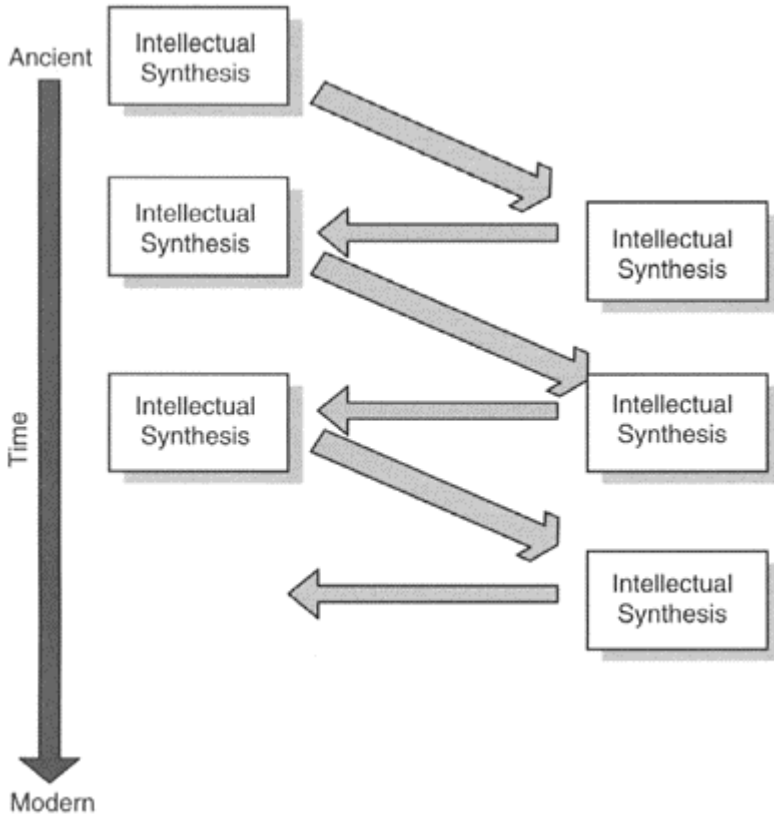 Ancient
Intellectual
Synthesis
Intellectual
Synthesis
Intellectual
Synthesis
Intellectual
Synthesis
Intellectual
Synthesis
Intellectual
Synthesis
Time
Modern